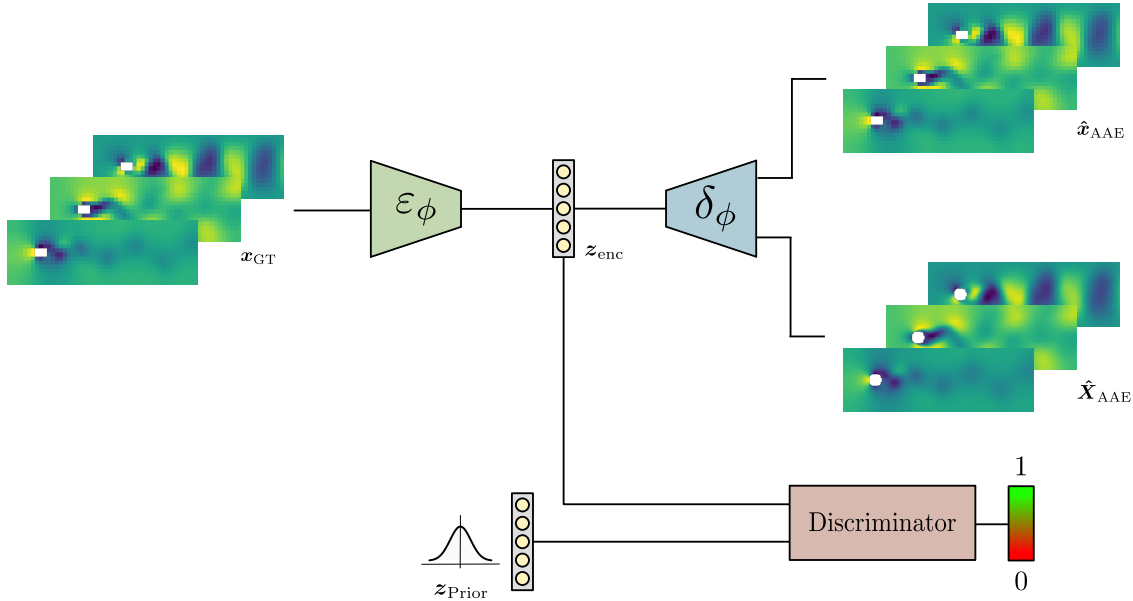 x̂_AAE
ε_ϕ
δ_ϕ
x_GT
z_enc
X̂_AAE
1
Discriminator
0
z_Prior